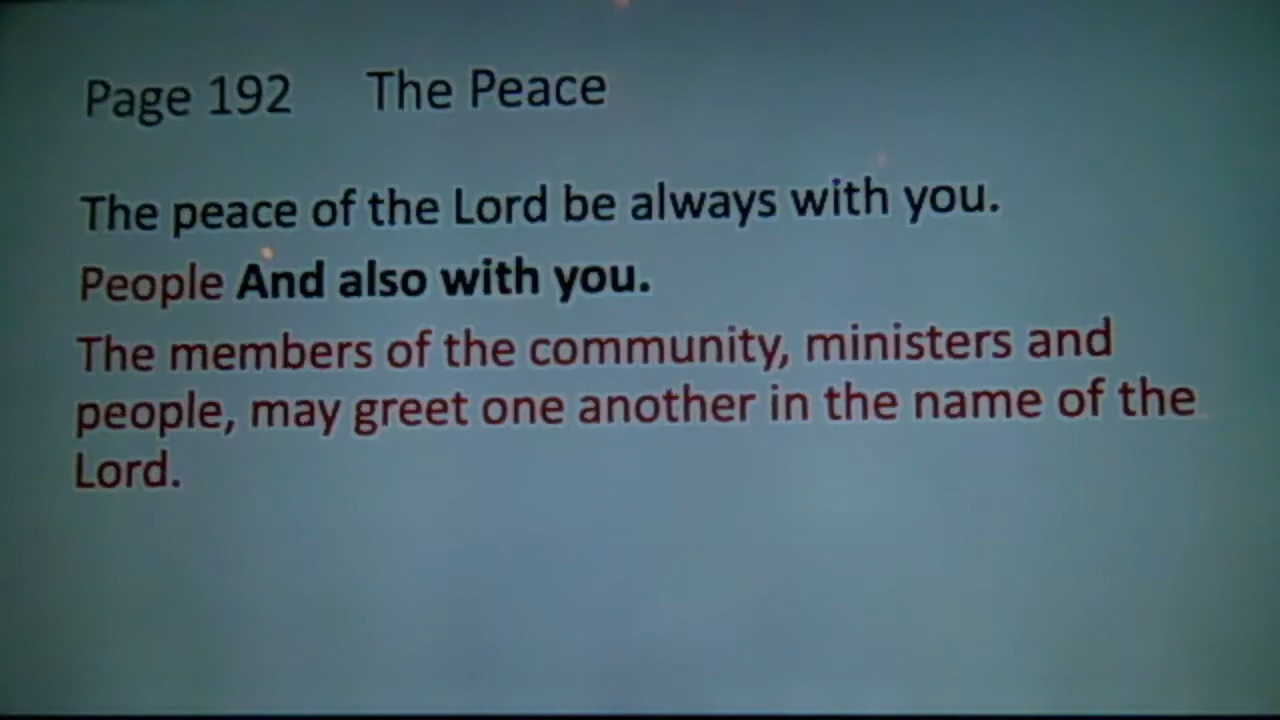 Page 192 The Peace
The peace of the Lord be always with you.
People And also with you.
The members of the community, ministers and
people, may greet one another in the name of the
Lord.